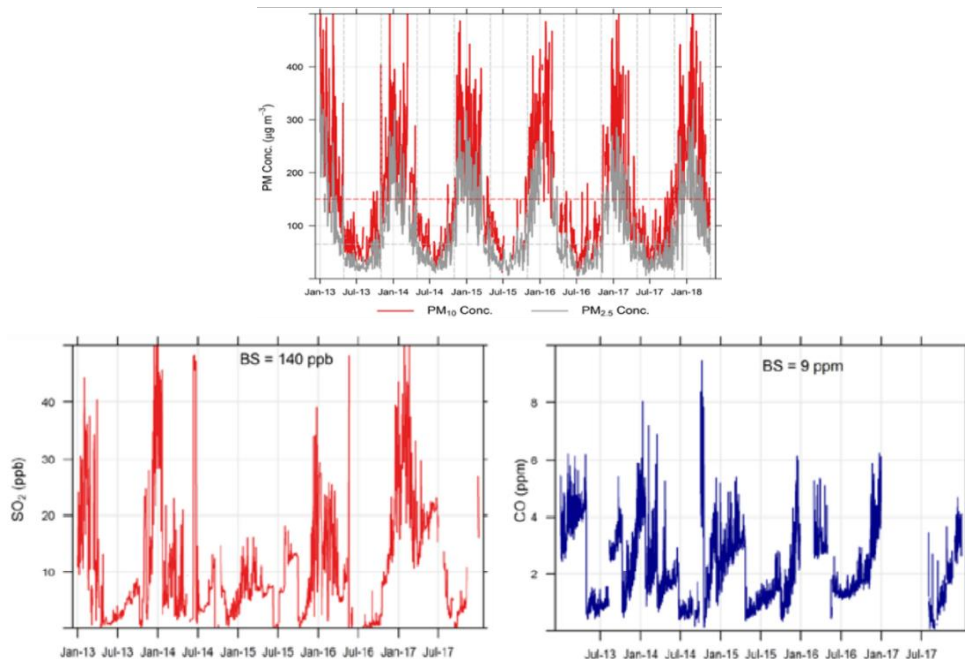 400
300
200
100
PM Conc. (µg m⁻³)
Jan-13 Jul-13 Jan-14 Jul-14 Jan-15 Jul-15 Jan-16 Jul-16 Jan-17 Jul-17 Jan-18
PM₁₀ Conc. PM₂.₅ Conc.
BS = 140 ppb
40
30
20
10
SO₂ (ppb)
Jan-13 Jul-13 Jan-14 Jul-14 Jan-15 Jul-15 Jan-16 Jul-16 Jan-17 Jul-17
BS = 9 ppm
8
6
4
2
CO (ppm)
Jul-13 Jan-14 Jul-14 Jan-15 Jul-15 Jan-16 Jul-16 Jan-17 Jul-17